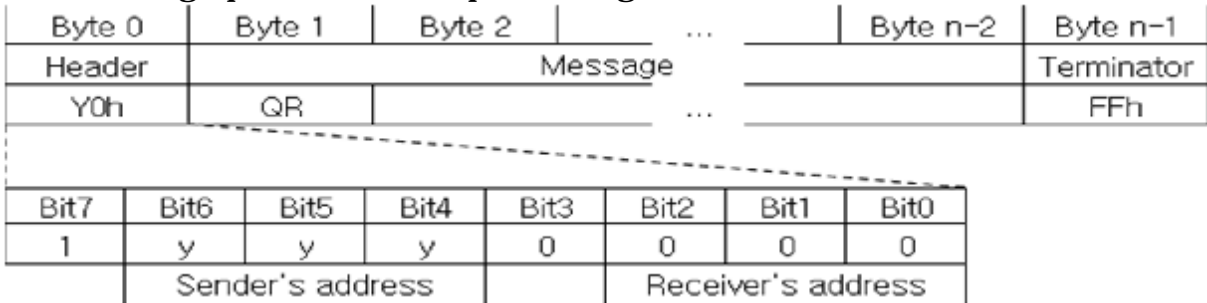 Byte 0 Byte 1 Byte 2 ... Byte n-2 Byte n-1
Header Message Terminator
Y0h QR ... FFh
Bit7 Bit6 Bit5 Bit4 Bit3 Bit2 Bit1 Bit0
1 y y y 0 0 0 0
Sender's address Receiver's address